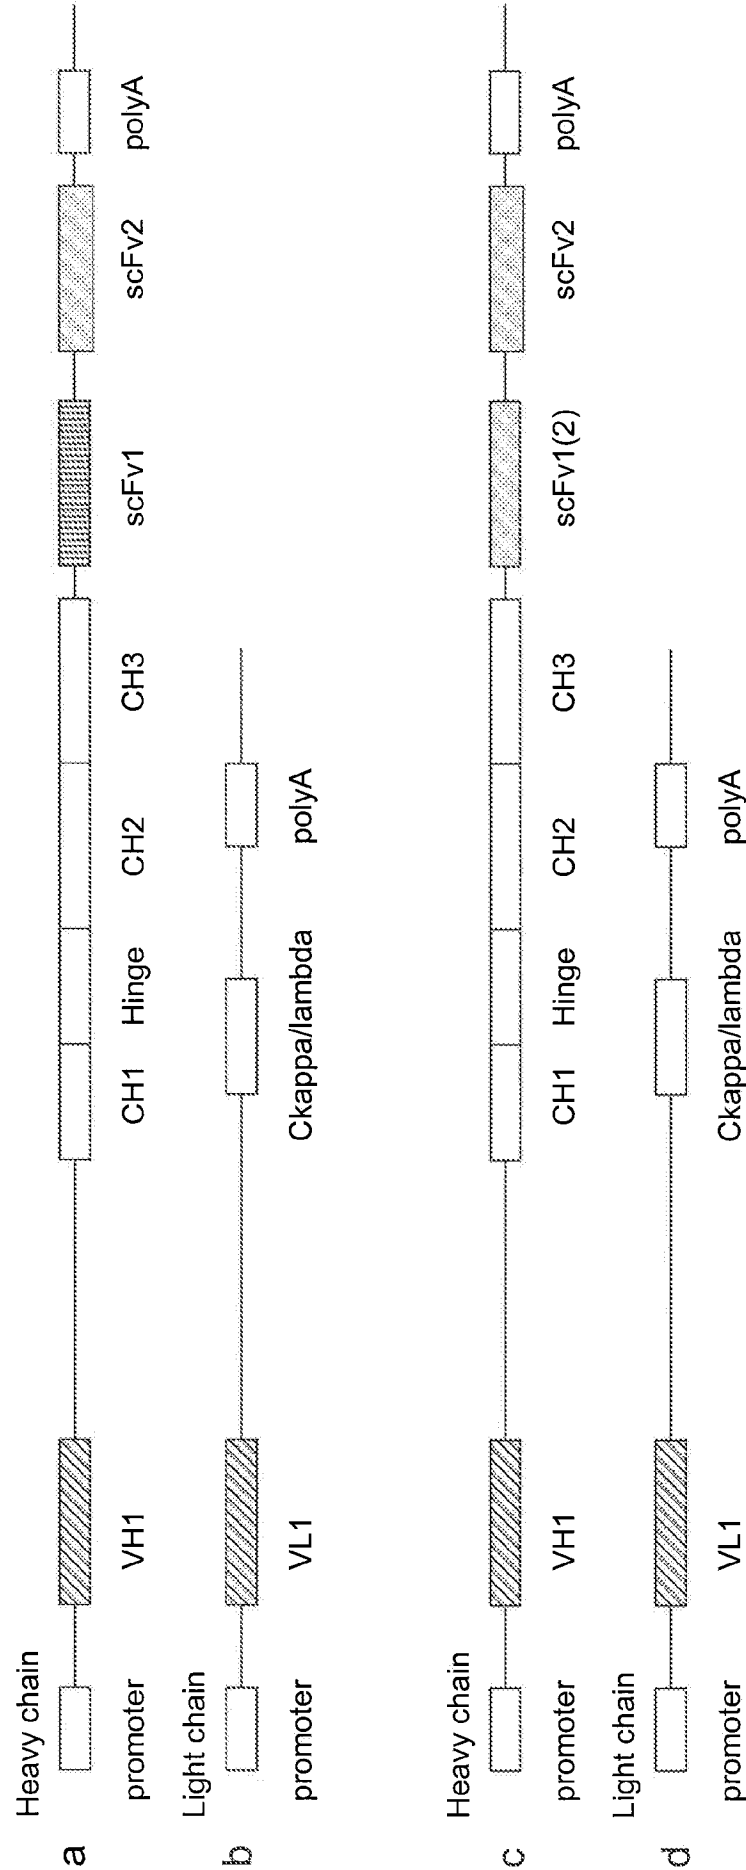 Heavy chain
a
promoter VH1 CH1 Hinge CH2 CH3 scFv1 scFv2 polyA
Light chain
b
promoter VL1 Ckappa/lambda polyA
Heavy chain
c
promoter VH1 CH1 Hinge CH2 CH3 scFv1(2) scFv2 polyA
Light chain
d
promoter VL1 Ckappa/lambda polyA